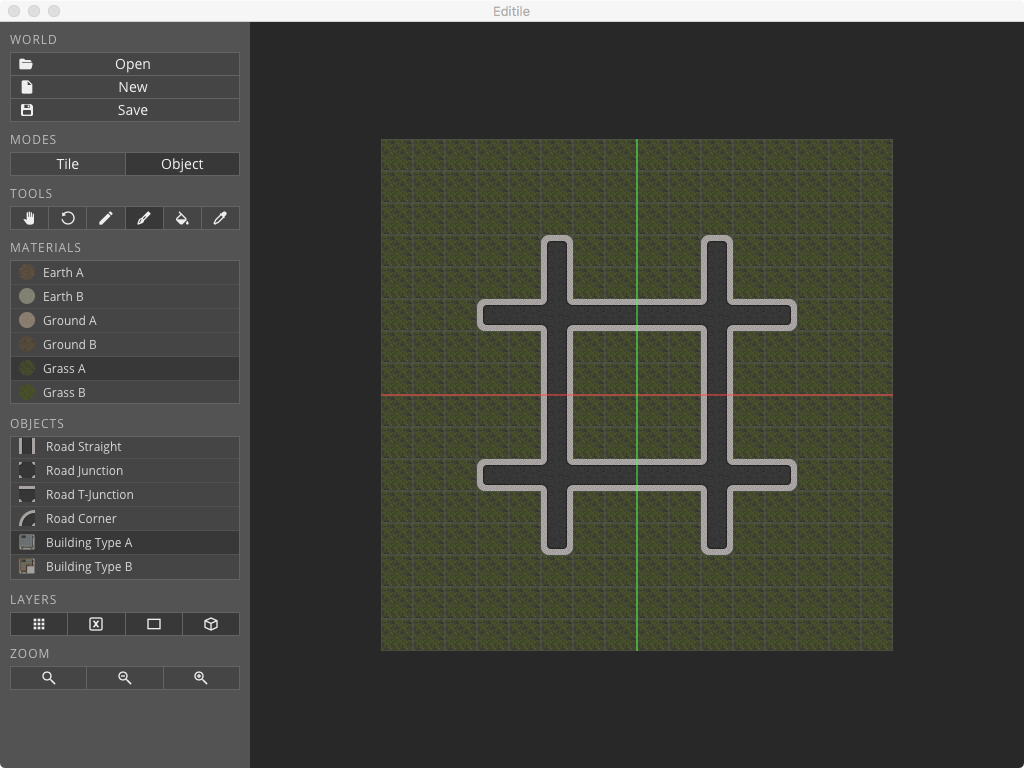 Editile
WORLD
Open
New
Save
MODES
Tile Object
TOOLS
MATERIALS
Earth A
Earth B
Ground A
Ground B
Grass A
Grass B
OBJECTS
Road Straight
Road Junction
Road T-Junction
Road Corner
Building Type A
Building Type B
LAYERS
X
ZOOM